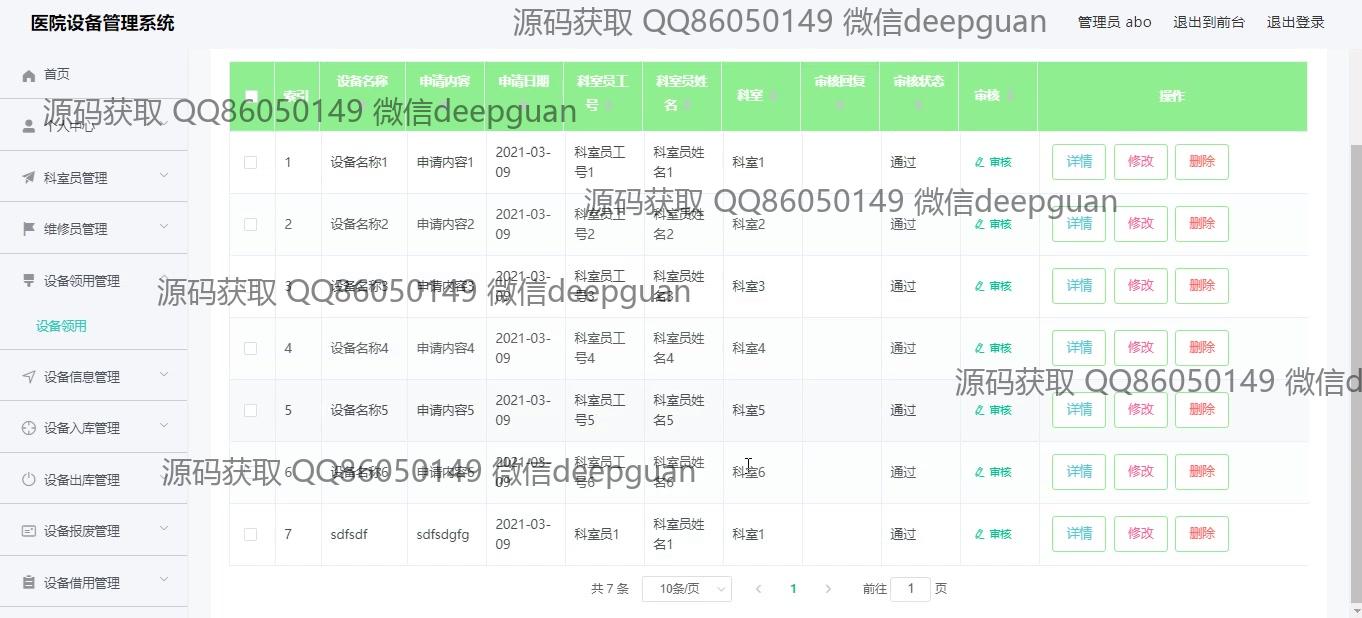 医院设备管理系统
源码获取 QQ86050149 微信deepguan
管理员 abo 退出到前台 退出登录
首页
个人中心
科室员管理
维修员管理
设备领用管理
设备领用
设备信息管理
设备入库管理
设备出库管理
设备报废管理
设备借用管理
源码获取 QQ86050149 微信deepguan
索引 设备名称 申请内容 申请日期 科室员工号 科室员姓名 科室 审核回复 审核状态 审核 操作
1 设备名称1 申请内容1 2021-03-09 科室员工号1 科室员姓名1 科室1 通过 审核 详情 修改 删除
源码获取 QQ86050149 微信deepguan
2 设备名称2 申请内容2 2021-03-09 科室员工号2 科室员姓名2 科室2 通过 审核 详情 修改 删除
源码获取 QQ86050149 微信deepguan
3 设备名称3 申请内容3 2021-03-09 科室员工号3 科室员姓名3 科室3 通过 审核 详情 修改 删除
4 设备名称4 申请内容4 2021-03-09 科室员工号4 科室员姓名4 科室4 通过 审核 详情 修改 删除
源码获取 QQ86050149 微信d
5 设备名称5 申请内容5 2021-03-09 科室员工号5 科室员姓名5 科室5 通过 审核 详情 修改 删除
源码获取 QQ86050149 微信deepguan
6 设备名称6 申请内容6 2021-03-09 科室员工号6 科室员姓名6 科室6 通过 审核 详情 修改 删除
7 sdfsdf sdfsdgfg 2021-03-09 科室员1 科室员姓名1 科室1 通过 审核 详情 修改 删除
共 7 条 10条/页 1 前往 1 页